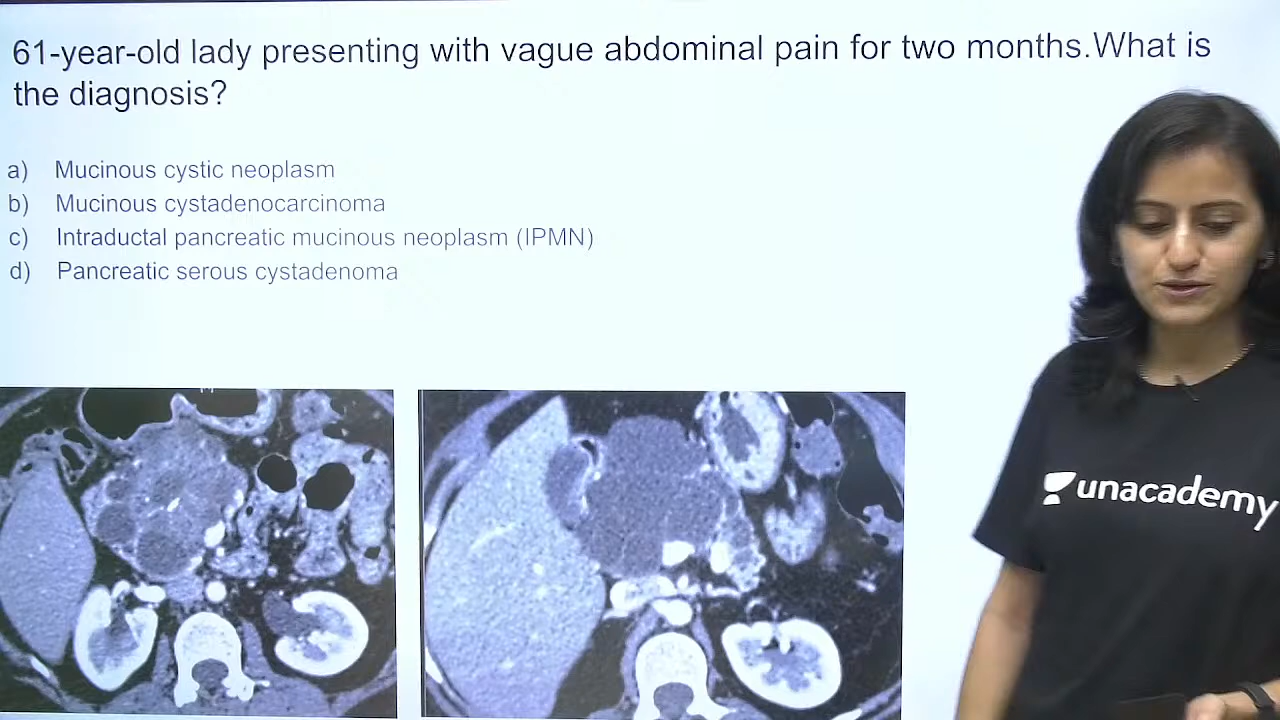 61-year-old lady presenting with vague abdominal pain for two months.What is
the diagnosis?
a) Mucinous cystic neoplasm
b) Mucinous cystadenocarcinoma
c) Intraductal pancreatic mucinous neoplasm (IPMN)
d) Pancreatic serous cystadenoma
unacademy